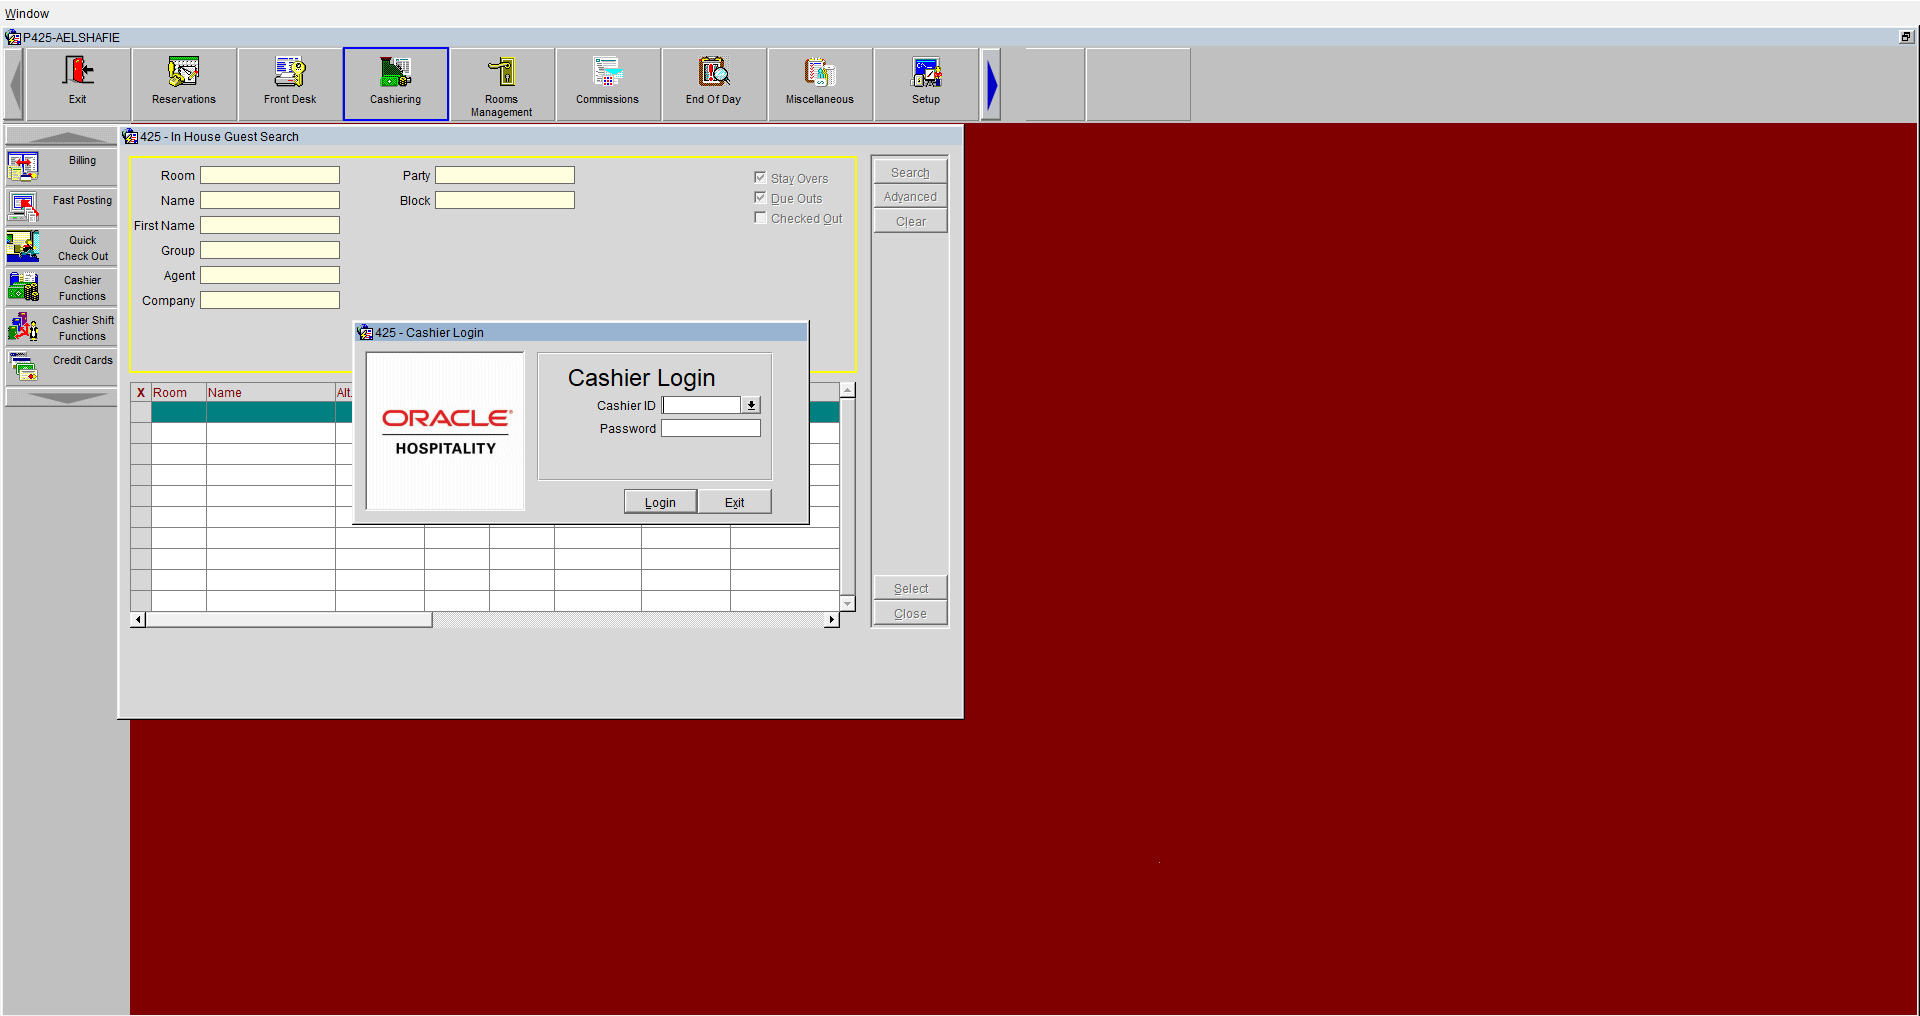 Window
P425-AELSHAFIE
Exit
Reservations
Front Desk
Cashiering
Rooms
Management
Commissions
End Of Day
Miscellaneous
Setup
Billing
Fast Posting
Quick
Check Out
Cashier
Functions
Cashier Shift
Functions
Credit Cards
425 - In House Guest Search
Room
Name
First Name
Group
Agent
Company
Party
Block
Stay Overs
Due Outs
Checked Out
Search
Advanced
Clear
X Room Name Alt.
425 - Cashier Login
ORACLE®
HOSPITALITY
Cashier Login
Cashier ID
Password
Login Exit
Select
Close